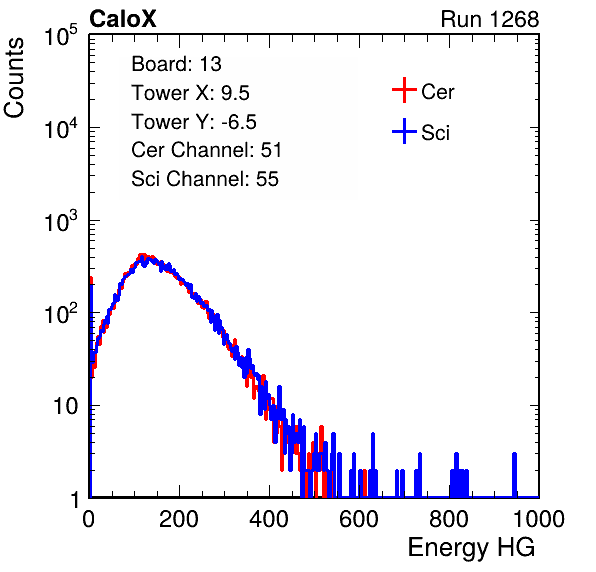 CaloX Run 1268
Counts
10^5
10^4
10^3
10^2
10
1
Board: 13
Tower X: 9.5
Tower Y: -6.5
Cer Channel: 51
Sci Channel: 55
Cer
Sci
0 200 400 600 800 1000
Energy HG